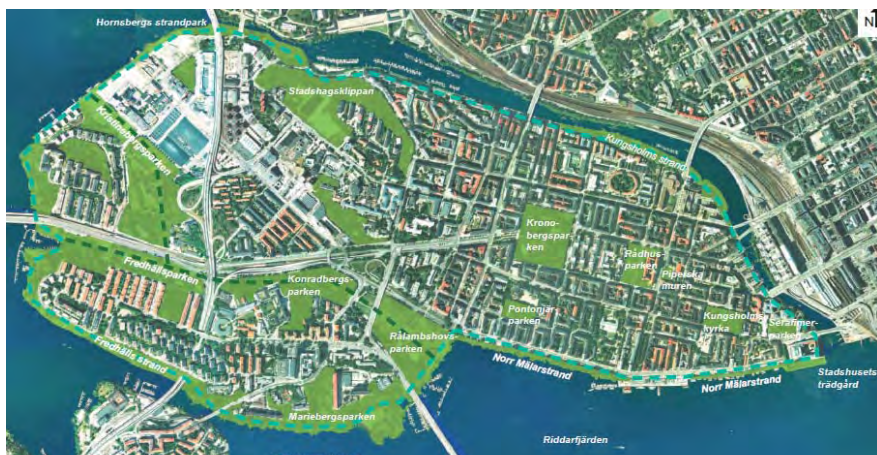 Hornsbergs strandpark
N
Stadshagsklippan
Kristinebergsparken
Kungsholms strand
Krono-
bergspar-
ken
Rådhus-
parken
Piperska
muren
Fredhällsparken
Konradbergs-
parken
Pontonjär-
parken
Kungsholms
kyrka
Serafimer-
parken
Rålambshovs-
parken
Fredhälls strand
Norr Mälarstrand
Norr Mälarstrand
Stadshusets
trädgård
Mariebergsparken
Riddarfjärden